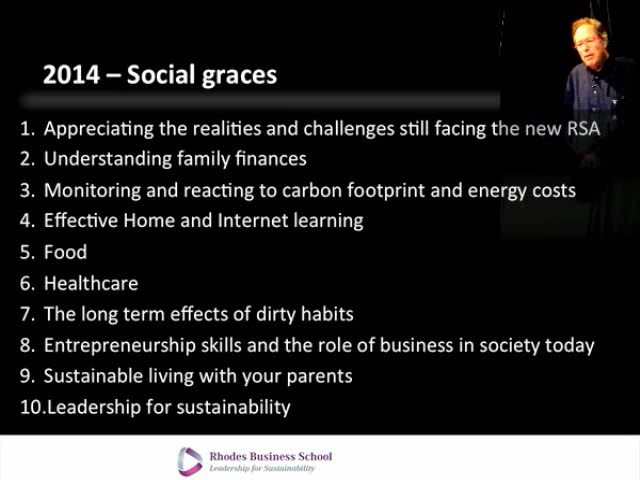 2014 – Social graces
1. Appreciating the realities and challenges still facing the new RSA
2. Understanding family finances
3. Monitoring and reacting to carbon footprint and energy costs
4. Effective Home and Internet learning
5. Food
6. Healthcare
7. The long term effects of dirty habits
8. Entrepreneurship skills and the role of business in society today
9. Sustainable living with your parents
10.Leadership for sustainability
Rhodes Business School
Leadership for Sustainability